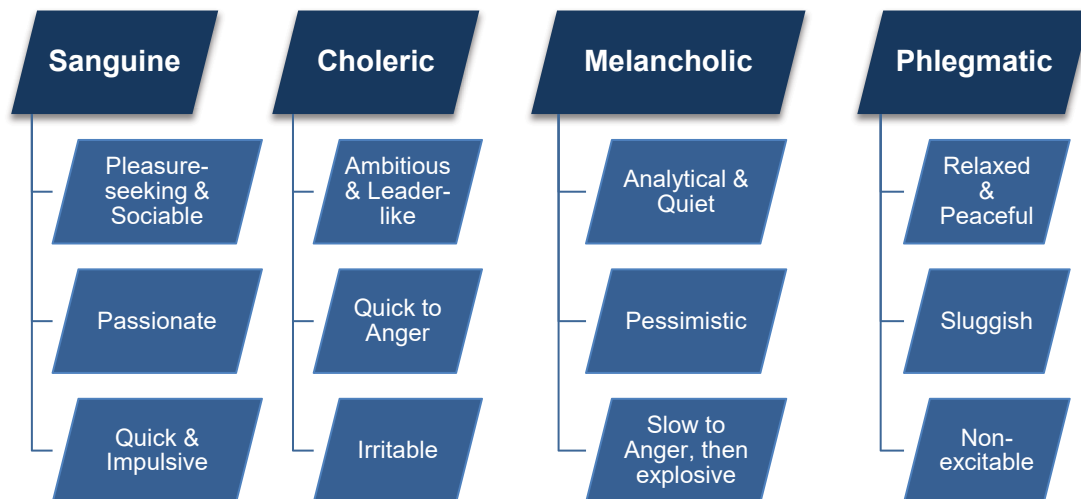 Sanguine
Pleasure-
seeking &
Sociable
Passionate
Quick &
Impulsive
Choleric
Ambitious
& Leader-
like
Quick to
Anger
Irritable
Melancholic
Analytical &
Quiet
Pessimistic
Slow to
Anger, then
explosive
Phlegmatic
Relaxed
&
Peaceful
Sluggish
Non-
excitable